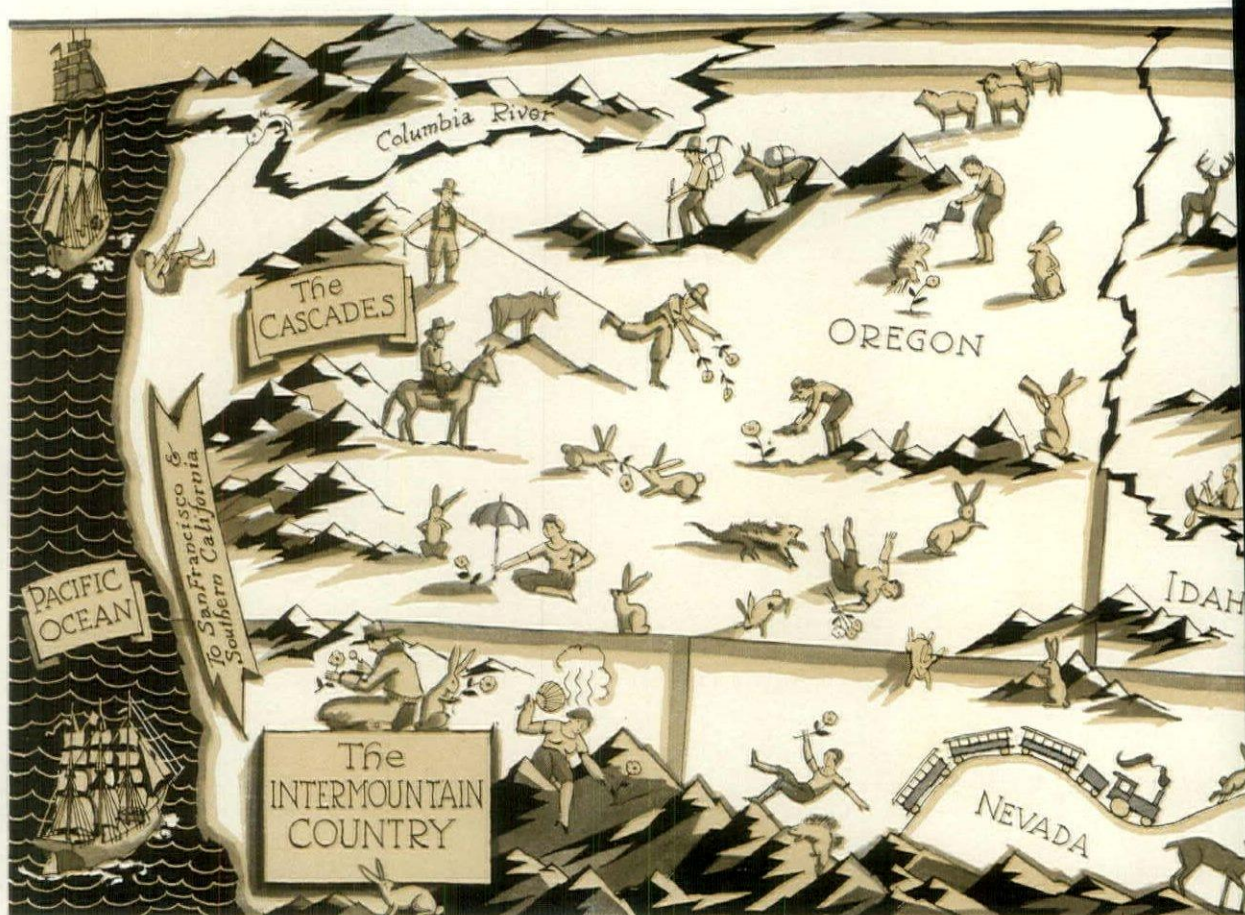 Columbia River
The
CASCADES
OREGON
To San Francisco &
Southern California
PACIFIC
OCEAN
IDAH
The
INTERMOUNTAIN
COUNTRY
NEVADA